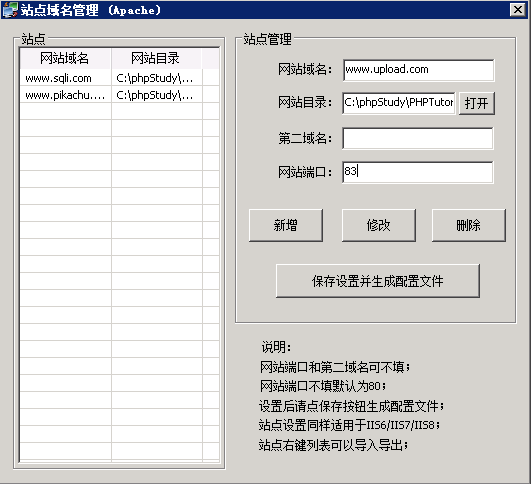 站点域名管理 (Apache)
站点
网站域名 网站目录
www.sqli.com C:\phpStudy\...
www.pikachu.... C:\phpStudy\...
站点管理
网站域名： www.upload.com
网站目录： C:\phpStudy\PHPTutor 打开
第二域名：
网站端口： 83
新增 修改 删除
保存设置并生成配置文件
说明：
网站端口和第二域名可不填；
网站端口不填默认为80；
设置后请点保存按钮生成配置文件；
站点设置同样适用于IIS6/IIS7/IIS8；
站点右键列表可以导入导出；